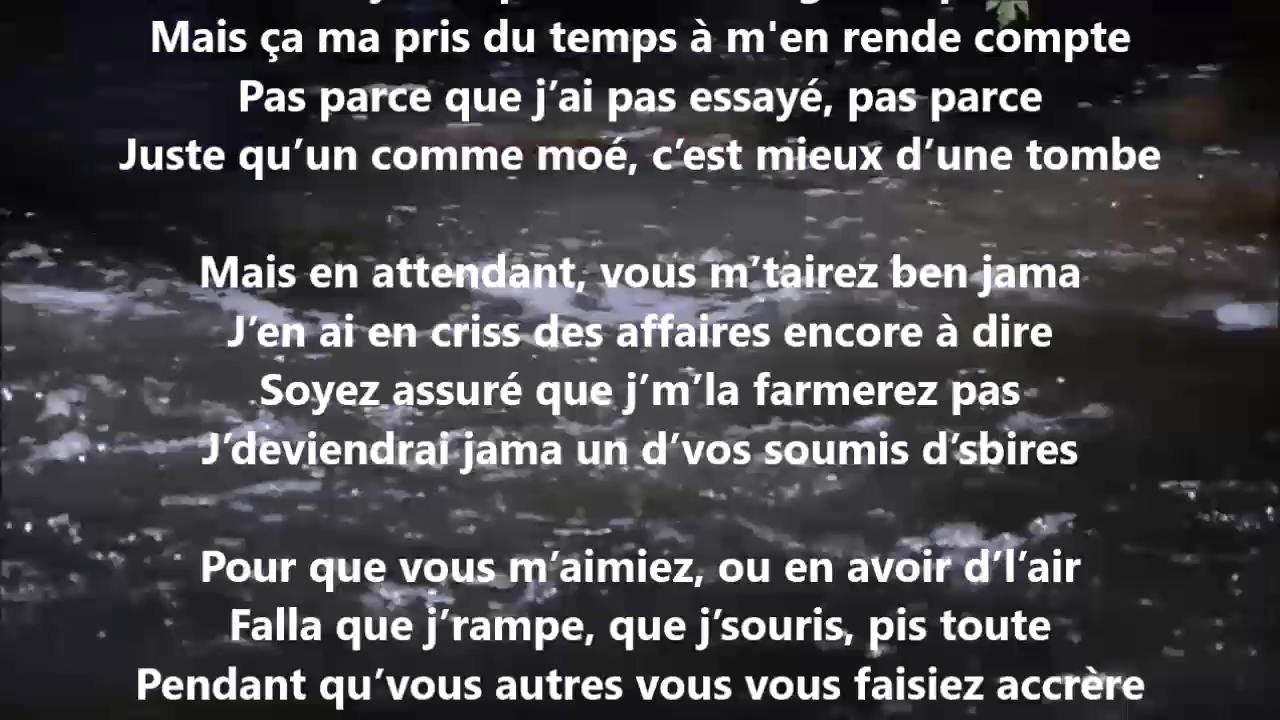 Mais ça ma pris du temps à m'en rende compte
Pas parce que j’ai pas essayé, pas parce
Juste qu’un comme moé, c’est mieux d’une tombe
Mais en attendant, vous m’tairez ben jama
J’en ai en criss des affaires encore à dire
Soyez assuré que j’m’la farmerez pas
J’deviendrai jama un d’vos soumis d’sbires
Pour que vous m’aimiez, ou en avoir d’l’air
Falla que j’rampe, que j’souris, pis toute
Pendant qu’vous autres vous vous faisiez accrère